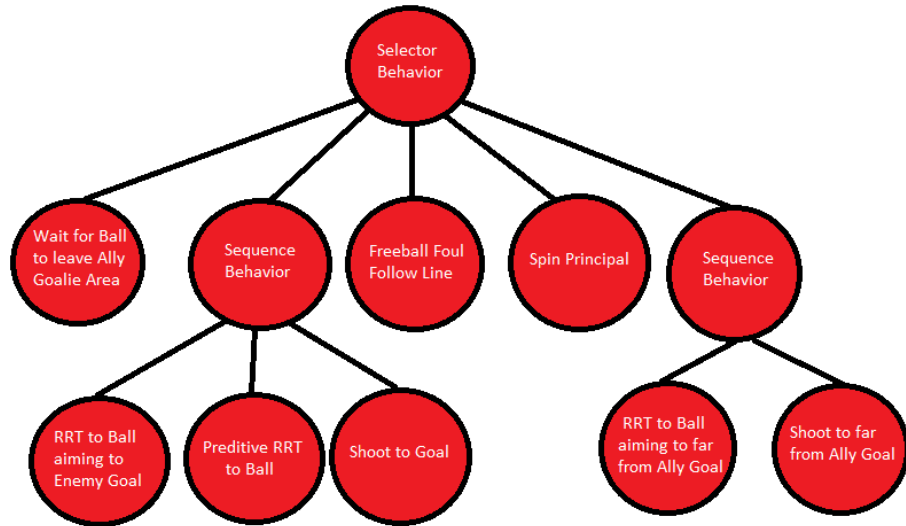 Selector
Behavior
Wait for Ball
to leave Ally
Goalie Area
Sequence
Behavior
Freeball Foul
Follow Line
Spin Principal
Sequence
Behavior
RRT to Ball
aiming to
Enemy Goal
Preditive RRT
to Ball
Shoot to Goal
RRT to Ball
aiming to far
from Ally Goal
Shoot to far
from Ally Goal